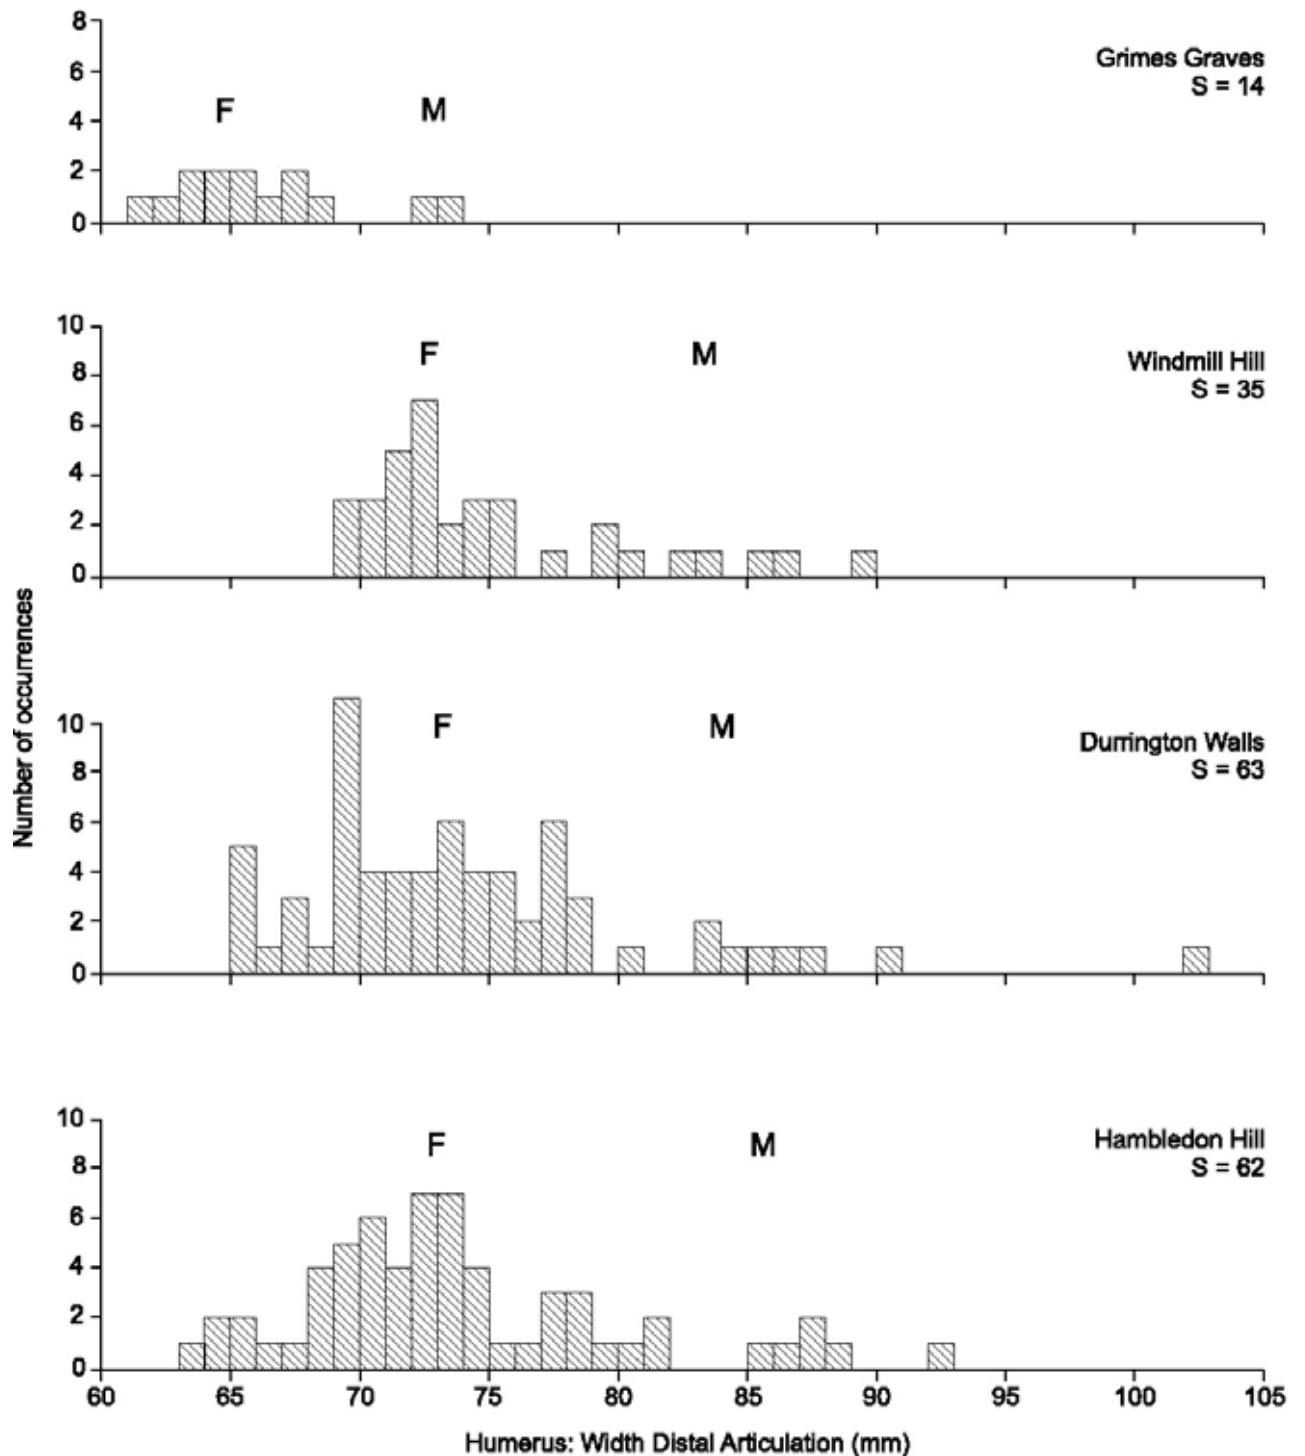 8
6
4
2
0
F
M
Grimes Graves
S = 14
10
8
6
4
2
0
F
M
Windmill Hill
S = 35
Number of occurrences
10
8
6
4
2
0
F
M
Durrington Walls
S = 63
10
8
6
4
2
0
F
M
Hambledon Hill
S = 62
60 65 70 75 80 85 90 95 100 105
Humerus: Width Distal Articulation (mm)